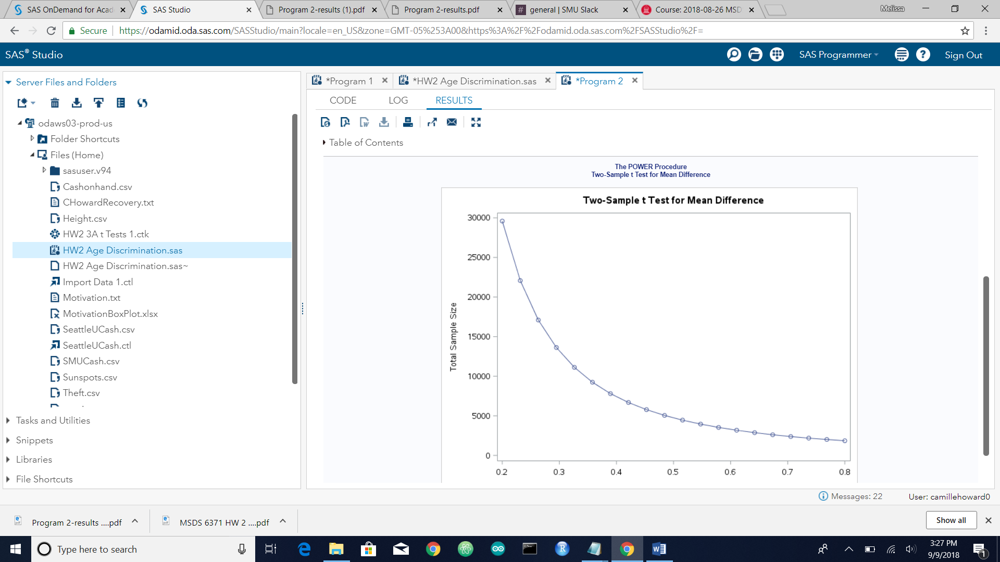 SAS OnDemand for Acad
SAS Studio
Program 2-results (1).pdf
Program 2-results.pdf
general | SMU Slack
Course: 2018-08-26 MSD
Melissa
Secure
https://odamid.oda.sas.com/SASStudio/main?locale=en_US&zone=GMT-05%253A00&https%3A%2F%2Fodamid.oda.sas.com%2FSASStudio%2F=
SAS® Studio
SAS Programmer
Sign Out
Server Files and Folders
odaws03-prod-us
Folder Shortcuts
Files (Home)
sasuser.v94
Cashonhand.csv
CHowardRecovery.txt
Height.csv
HW2 3A t Tests 1.ctk
HW2 Age Discrimination.sas
HW2 Age Discrimination.sas~
Import Data 1.ctl
Motivation.txt
MotivationBoxPlot.xlsx
SeattleUCash.csv
SeattleUCash.ctl
SMUCash.csv
Sunspots.csv
Theft.csv
Tasks and Utilities
Snippets
Libraries
File Shortcuts
*Program 1
*HW2 Age Discrimination.sas
*Program 2
CODE
LOG
RESULTS
Table of Contents
The POWER Procedure
Two-Sample t Test for Mean Difference
Two-Sample t Test for Mean Difference
Total Sample Size
30000
25000
20000
15000
10000
5000
0
0.2 0.3 0.4 0.5 0.6 0.7 0.8
Messages: 22
User: camillehoward0
Program 2-results ....pdf
MSDS 6371 HW 2 ....pdf
Show all
Type here to search
3:27 PM
9/9/2018
1